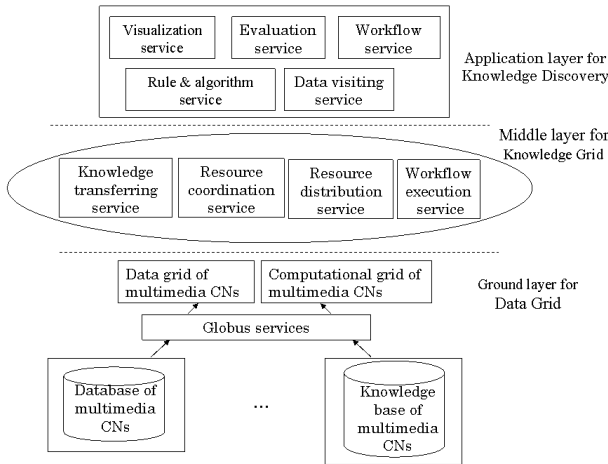 Visualization
service
Evaluation
service
Workflow
service
Rule & algorithm
service
Data visiting
service
Application layer for
Knowledge Discovery
Middle layer for
Knowledge Grid
Knowledge
transferring
service
Resource
coordination
service
Resource
distribution
service
Workflow
execution
service
Data grid of
multimedia CNs
Computational grid of
multimedia CNs
Ground layer for
Data Grid
Globus services
Database of
multimedia
CNs
...
Knowledge
base of
multimedia
CNs